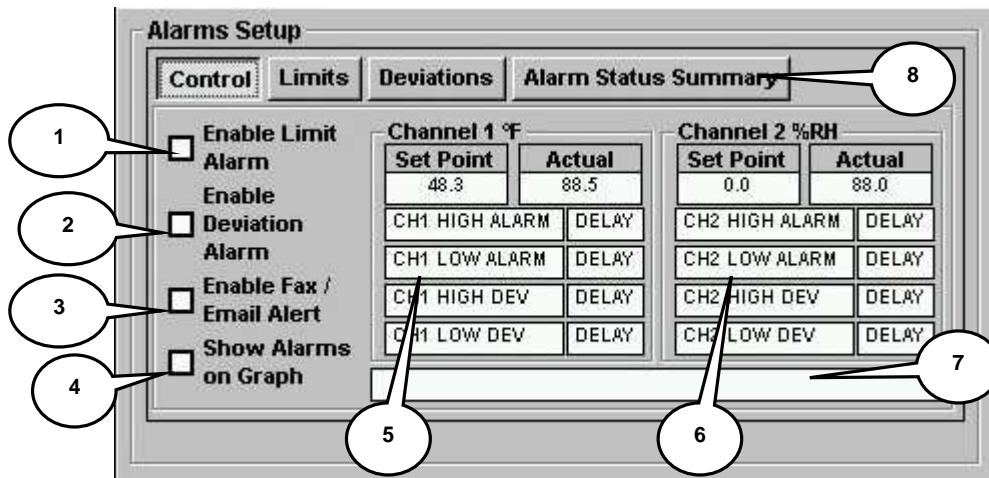 Alarms Setup
Control Limits Deviations Alarm Status Summary 8
1 Enable Limit
Alarm
2 Enable
Deviation
Alarm
3 Enable Fax /
Email Alert
4 Show Alarms
on Graph
Channel 1 °F
Set Point Actual
48.3 88.5
CH1 HIGH ALARM DELAY
CH1 LOW ALARM DELAY
CH1 HIGH DEV DELAY
CH1 LOW DEV DELAY
Channel 2 %RH
Set Point Actual
0.0 88.0
CH2 HIGH ALARM DELAY
CH2 LOW ALARM DELAY
CH2 HIGH DEV DELAY
CH2 LOW DEV DELAY
7
5 6